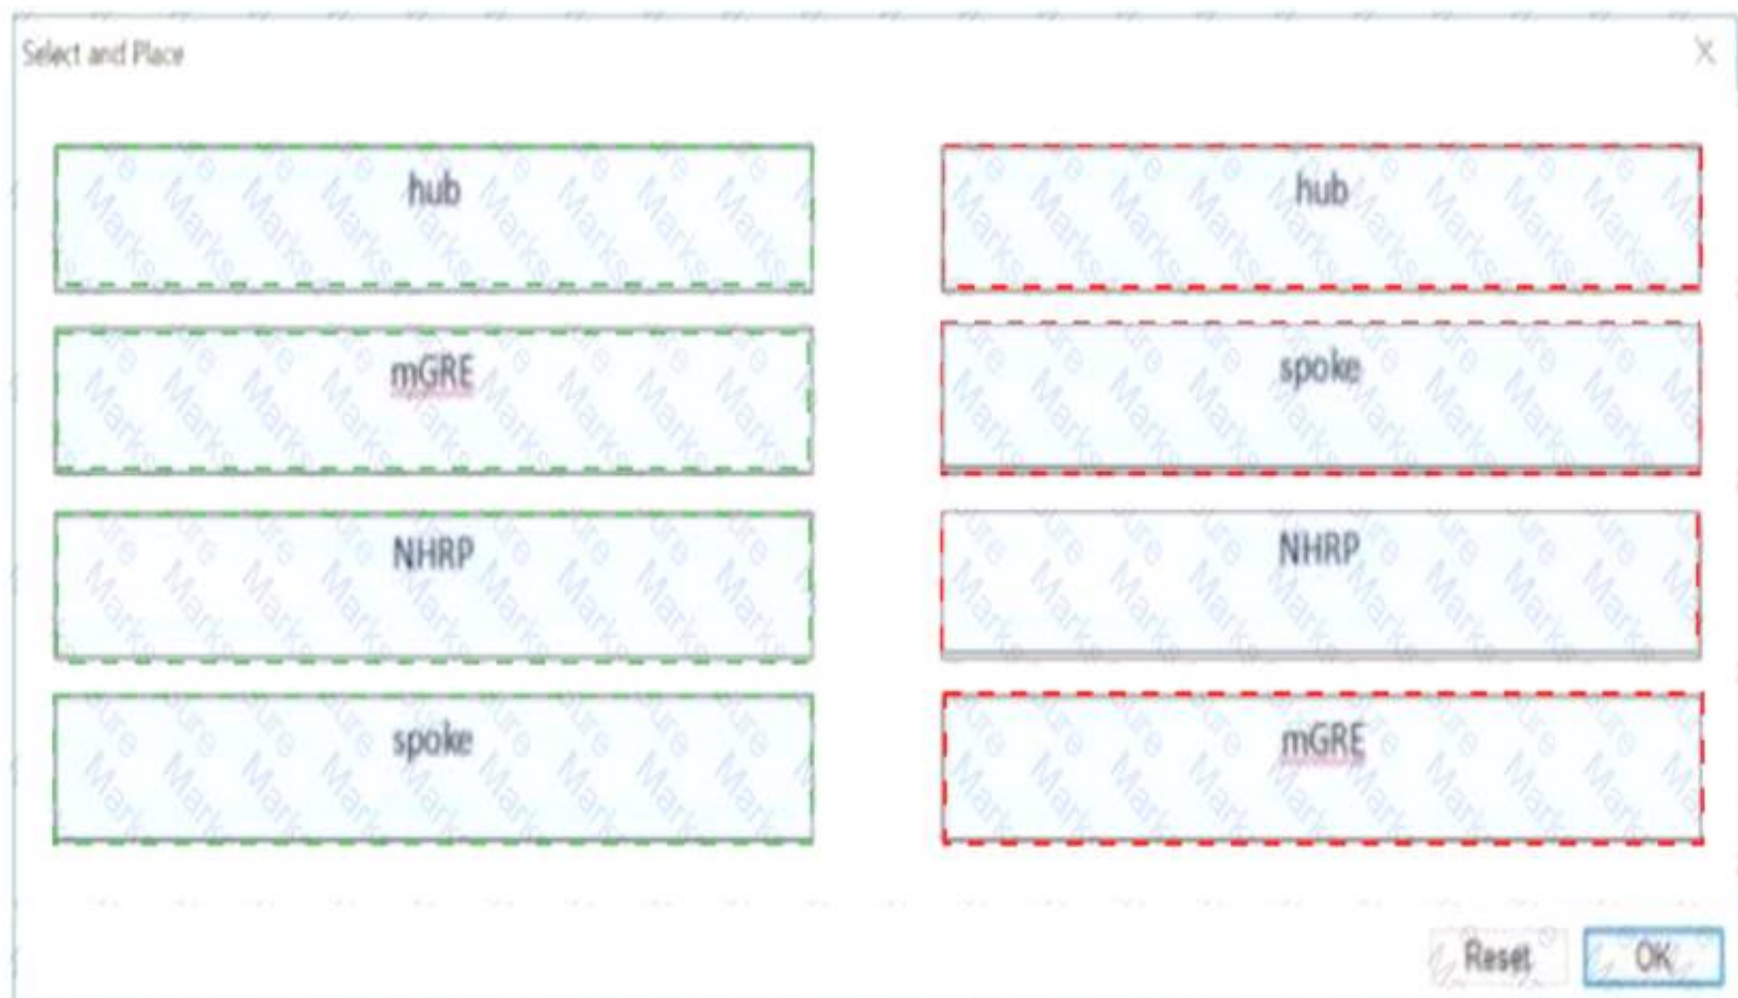 Select and Place X
hub
mGRE
NHRP
spoke
hub
spoke
NHRP
mGRE
Reset OK